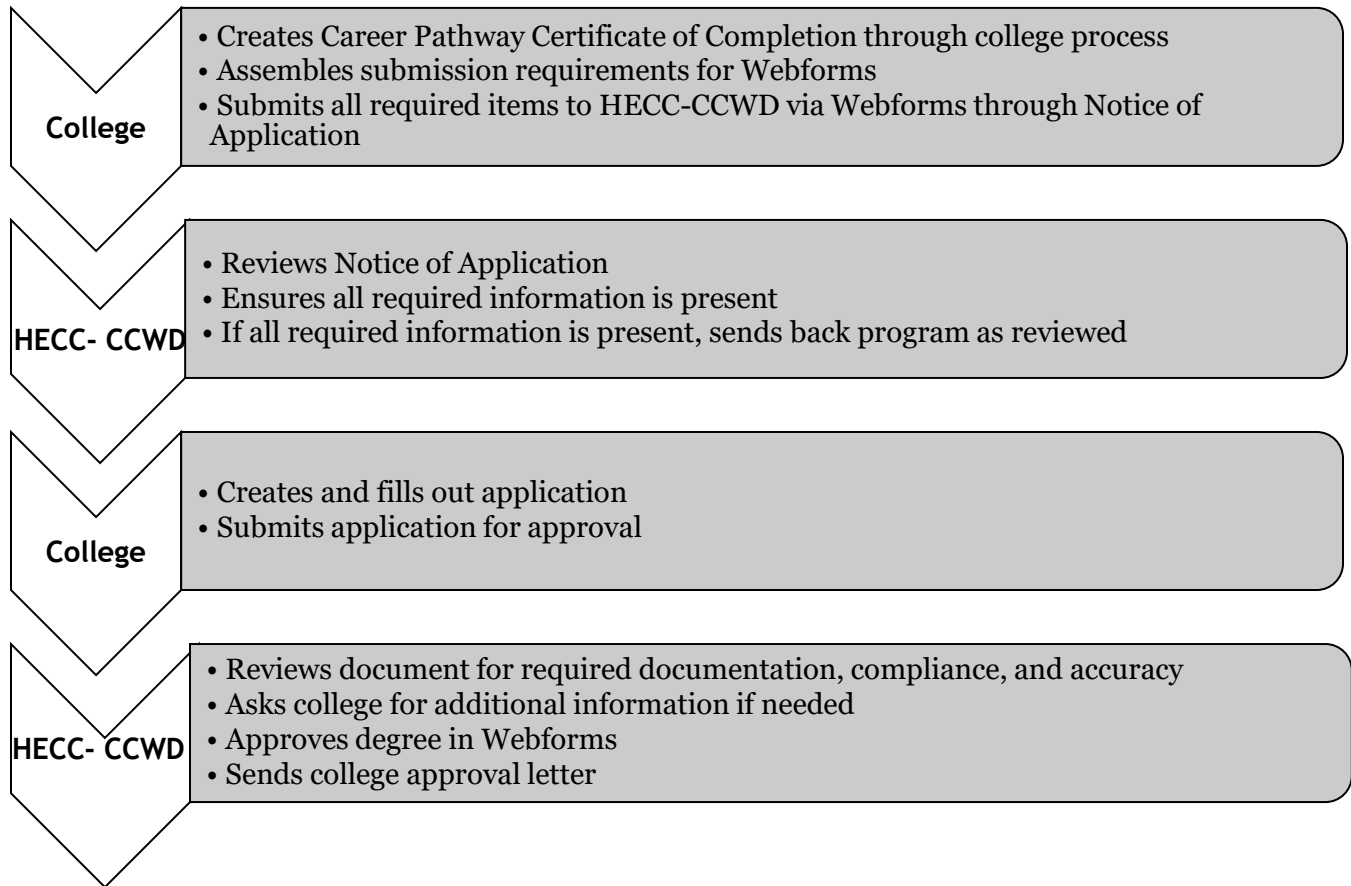 College
• Creates Career Pathway Certificate of Completion through college process
• Assembles submission requirements for Webforms
• Submits all required items to HECC-CCWD via Webforms through Notice of
Application
HECC- CCWD
• Reviews Notice of Application
• Ensures all required information is present
• If all required information is present, sends back program as reviewed
College
• Creates and fills out application
• Submits application for approval
HECC- CCWD
• Reviews document for required documentation, compliance, and accuracy
• Asks college for additional information if needed
• Approves degree in Webforms
• Sends college approval letter